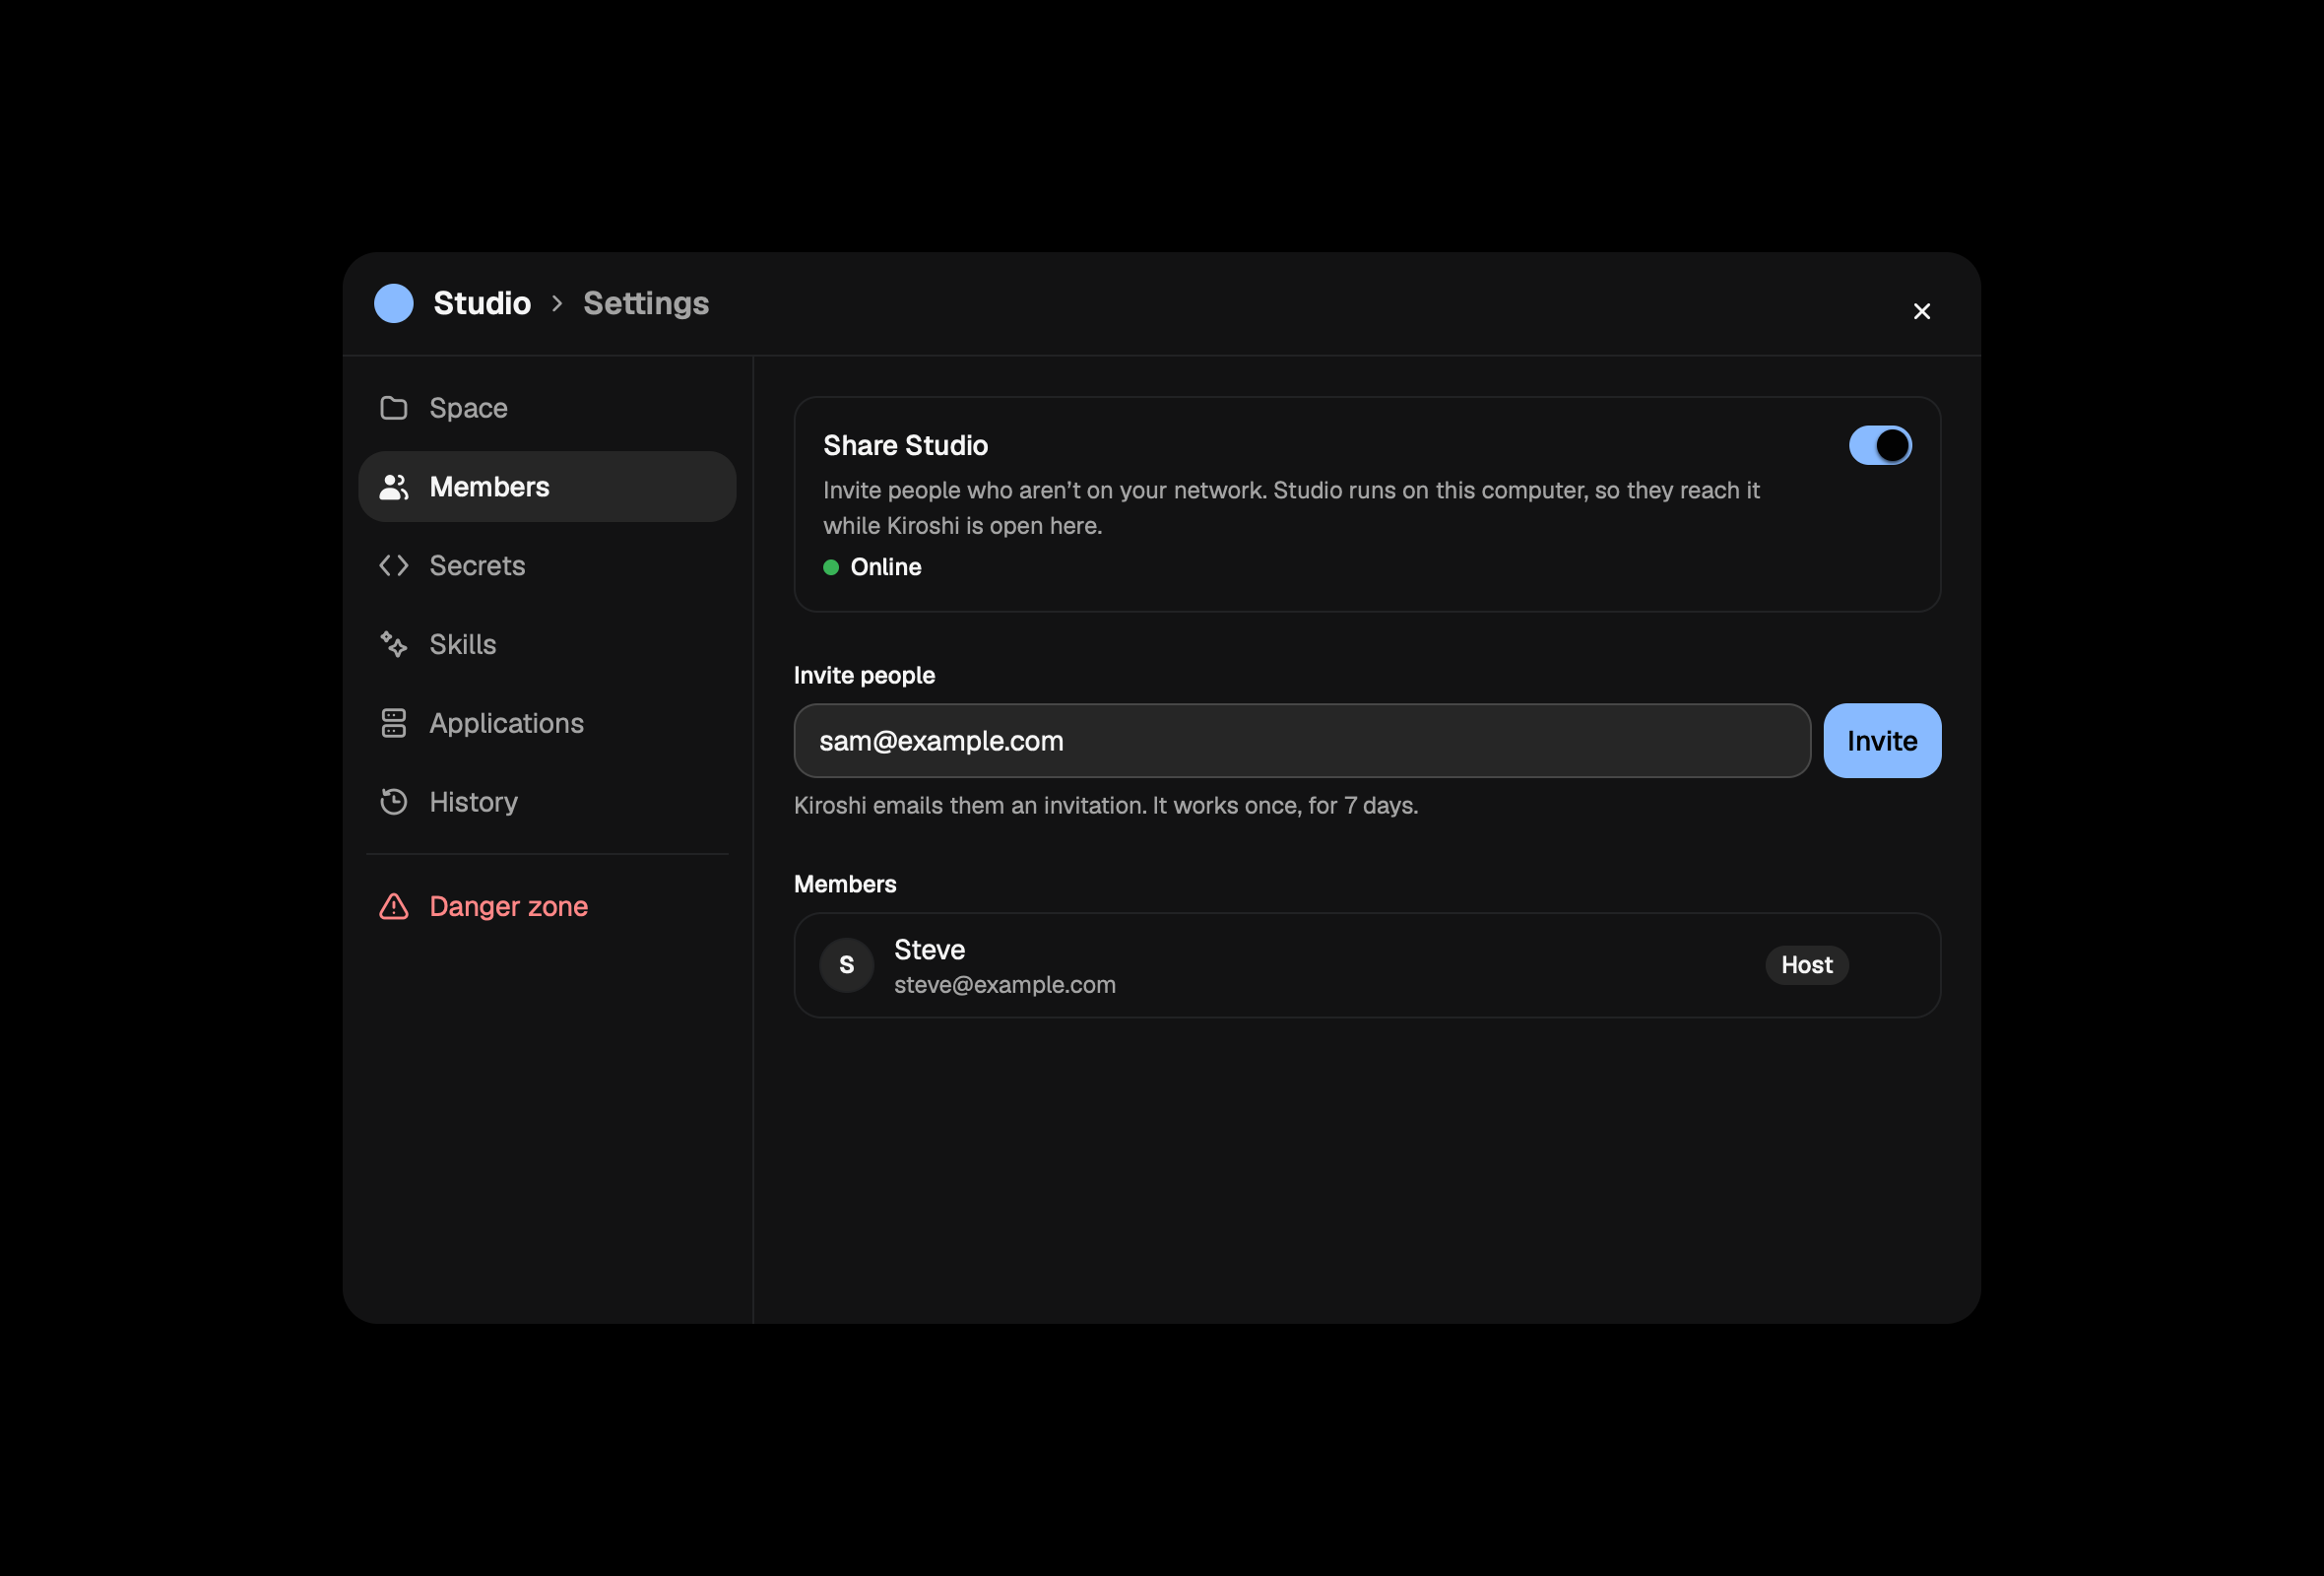 Studio > Settings
Space
Members
Secrets
Skills
Applications
History
Danger zone
Share Studio
Invite people who aren’t on your network. Studio runs on this computer, so they reach it
while Kiroshi is open here.
Online
Invite people
sam@example.com
Invite
Kiroshi emails them an invitation. It works once, for 7 days.
Members
S
Steve
steve@example.com
Host